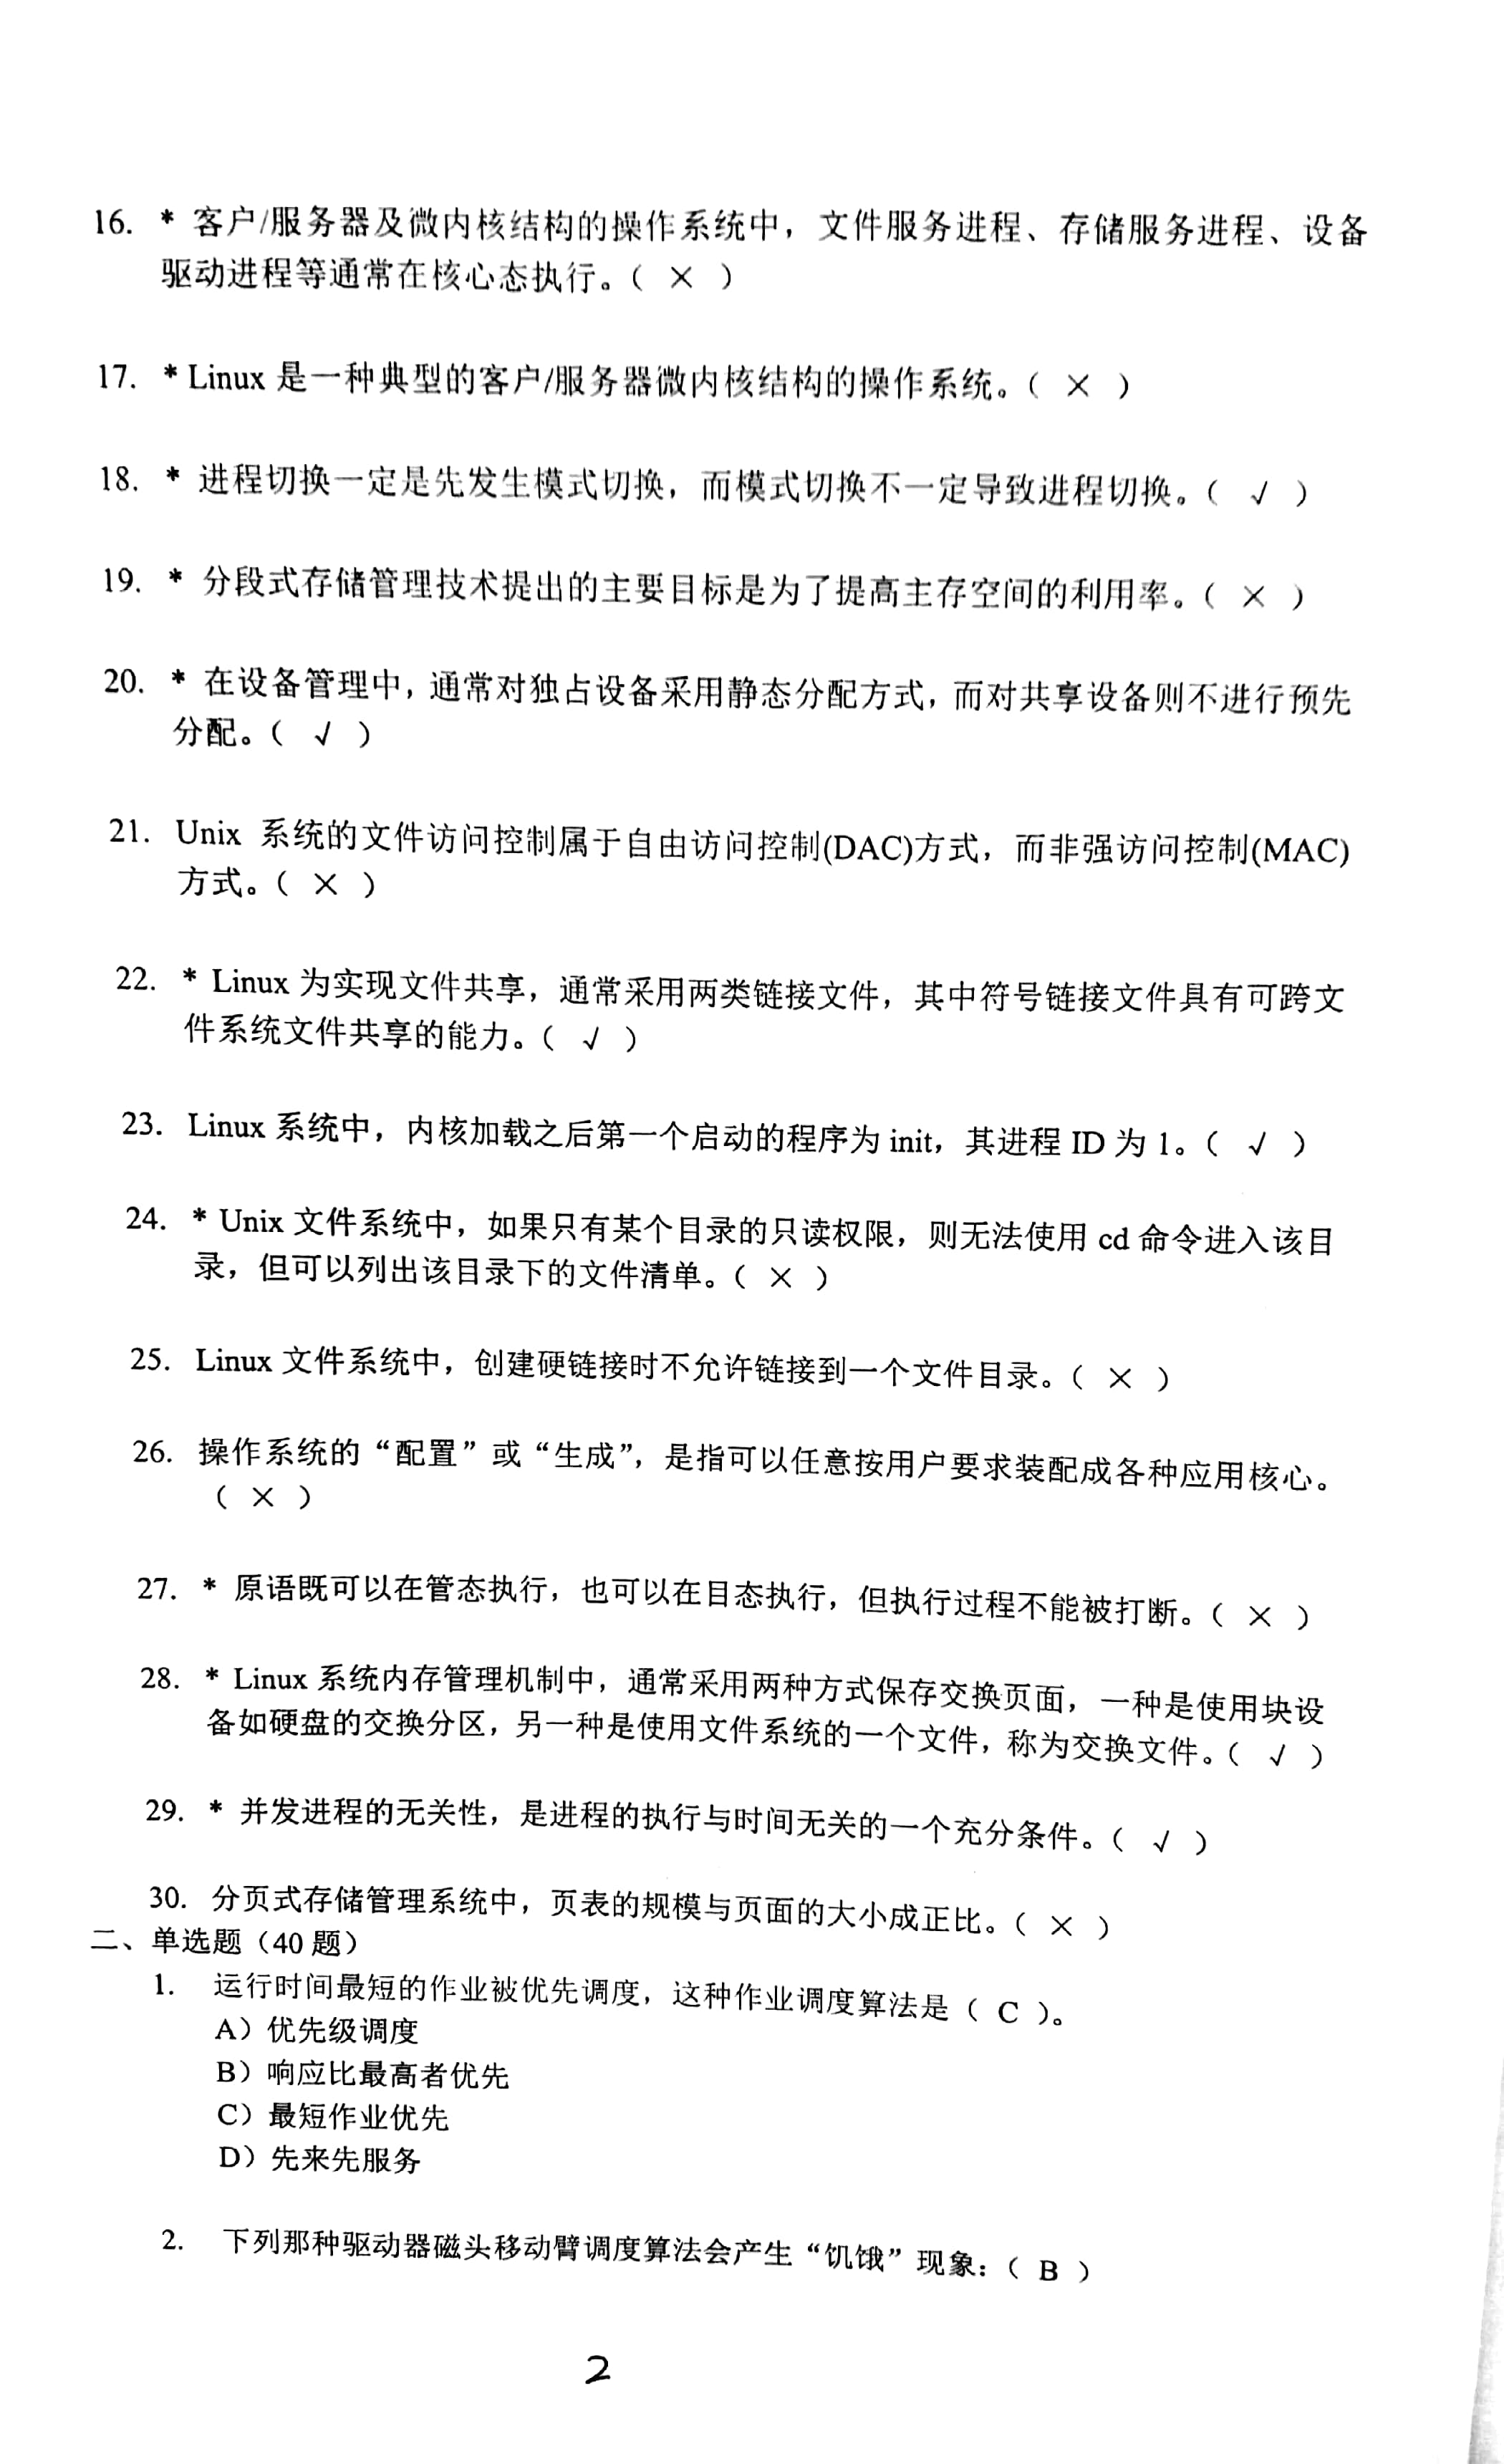 16. * 客户/服务器及微内核结构的操作系统中，文件服务进程、存储服务进程、设备
驱动进程等通常在核心态执行。（ × ）
17. * Linux 是一种典型的客户/服务器微内核结构的操作系统。（ × ）
18. * 进程切换一定是先发生模式切换，而模式切换不一定导致进程切换。（ √ ）
19. * 分段式存储管理技术提出的主要目标是为了提高主存空间的利用率。（ × ）
20. * 在设备管理中，通常对独占设备采用静态分配方式，而对共享设备则不进行预先
分配。（ √ ）
21. Unix 系统的文件访问控制属于自由访问控制(DAC)方式，而非强访问控制(MAC)
方式。（ × ）
22. * Linux 为实现文件共享，通常采用两类链接文件，其中符号链接文件具有可跨文
件系统文件共享的能力。（ √ ）
23. Linux 系统中，内核加载之后第一个启动的程序为 init，其进程 ID 为 1。（ √ ）
24. * Unix 文件系统中，如果只有某个目录的只读权限，则无法使用 cd 命令进入该目
录，但可以列出该目录下的文件清单。（ × ）
25. Linux 文件系统中，创建硬链接时不允许链接到一个文件目录。（ × ）
26. 操作系统的“配置”或“生成”，是指可以任意按用户要求装配成各种应用核心。
（ × ）
27. * 原语既可以在管态执行，也可以在目态执行，但执行过程不能被打断。（ × ）
28. * Linux 系统内存管理机制中，通常采用两种方式保存交换页面，一种是使用块设
备如硬盘的交换分区，另一种是使用文件系统的一个文件，称为交换文件。（ √ ）
29. * 并发进程的无关性，是进程的执行与时间无关的一个充分条件。（ √ ）
30. 分页式存储管理系统中，页表的规模与页面的大小成正比。（ × ）
二、单选题（40 题）
1. 运行时间最短的作业被优先调度，这种作业调度算法是（ C ）。
A）优先级调度
B）响应比最高者优先
C）最短作业优先
D）先来先服务
2. 下列那种驱动器磁头移动臂调度算法会产生“饥饿”现象：（ B ）
2